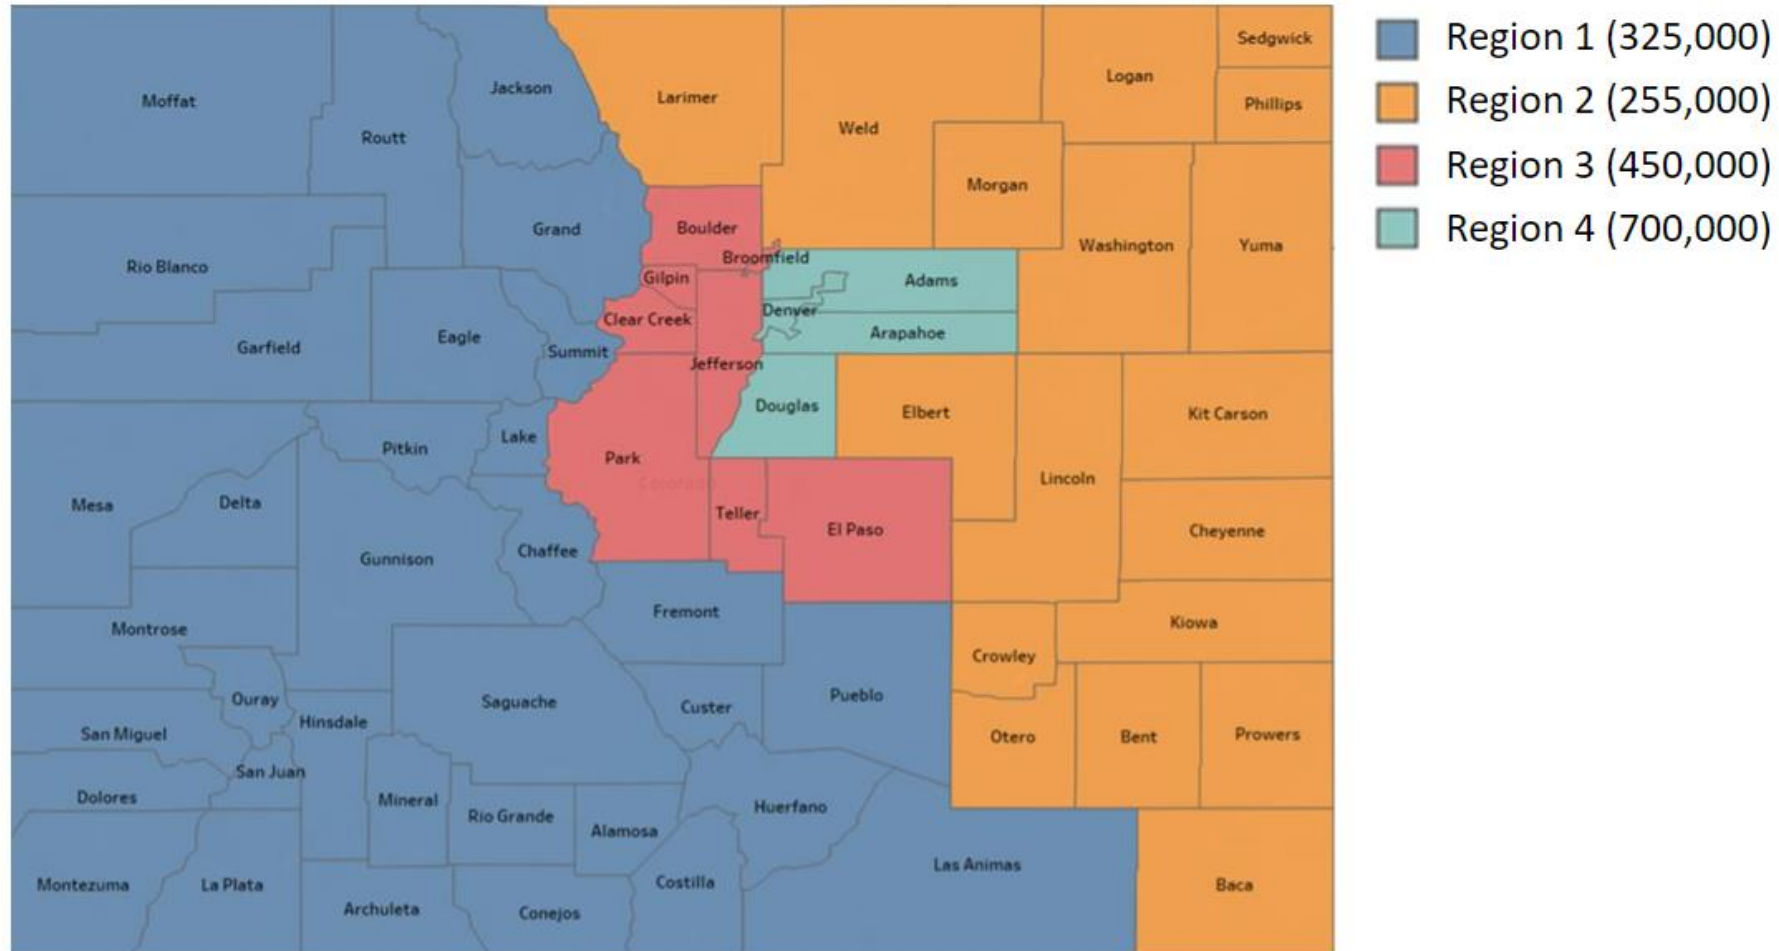 Moffat
Routt
Jackson
Larimer
Weld
Logan
Sedgwick
Phillips
Morgan
Washington
Yuma
Rio Blanco
Grand
Boulder
Broomfield
Gilpin
Adams
Clear Creek
Denver
Arapahoe
Garfield
Eagle
Summit
Jefferson
Douglas
Elbert
Kit Carson
Pitkin
Lake
Park
Colorado
Lincoln
Mesa
Delta
Teller
El Paso
Cheyenne
Gunnison
Chaffee
Montrose
Fremont
Kiowa
Crowley
Ouray
Hinsdale
Saguache
Custer
Pueblo
San Miguel
Otero
Bent
Prowers
San Juan
Dolores
Mineral
Rio Grande
Alamosa
Huerfano
Las Animas
Montezuma
La Plata
Archuleta
Conejos
Costilla
Baca
Region 1 (325,000)
Region 2 (255,000)
Region 3 (450,000)
Region 4 (700,000)